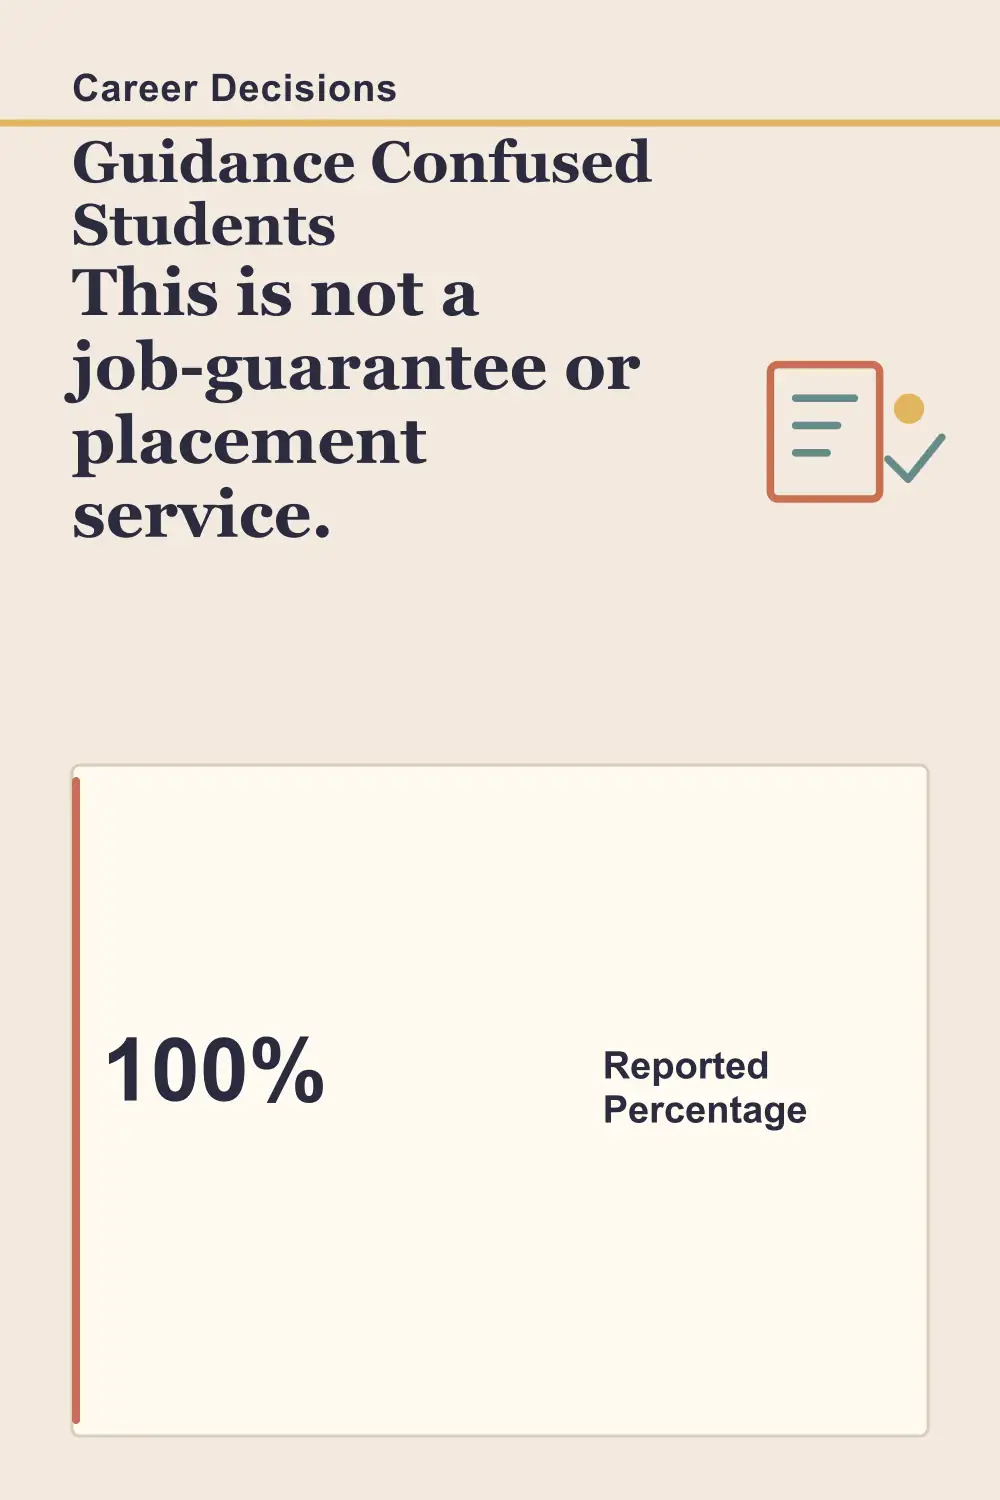 Career Decisions
Guidance Confused
Students
This is not a
job-guarantee or
placement
service.
100%
Reported
Percentage